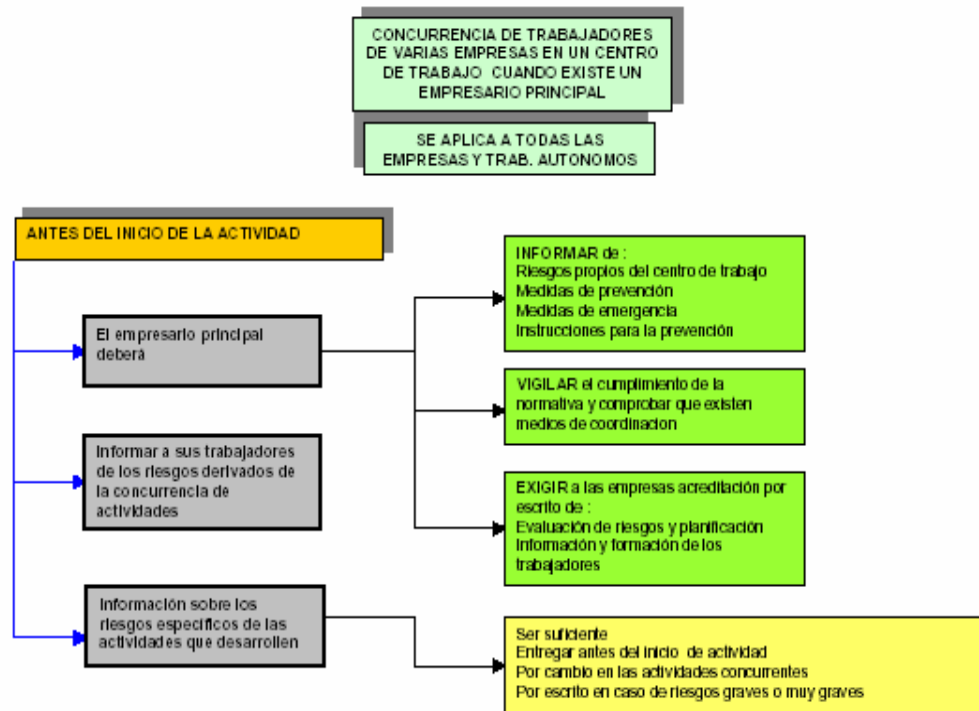 CONCURRENCIA DE TRABAJADORES
DE VARIAS EMPRESAS EN UN CENTRO
DE TRABAJO CUANDO EXISTE UN
EMPRESARIO PRINCIPAL
SE APLICA A TODAS LAS
EMPRESAS Y TRAB. AUTONOMOS
ANTES DEL INICIO DE LA ACTIVIDAD
El empresario principal
deberá
INFORMAR de :
Riesgos propios del centro de trabajo
Medidas de prevención
Medidas de emergencia
Instrucciones para la prevención
VIGILAR el cumplimiento de la
normativa y comprobar que existen
medios de coordinacion
EXIGIR a las empresas acreditación por
escrito de :
Evaluación de riesgos y planificación
Información y formación de los
trabajadores
Informar a sus trabajadores
de los riesgos derivados de
la concurrencia de
actividades
Información sobre los
riesgos específicos de las
actividades que desarrollen
Ser suficiente
Entregar antes del inicio de actividad
Por cambio en las actividades concurrentes
Por escrito en caso de riesgos graves o muy graves